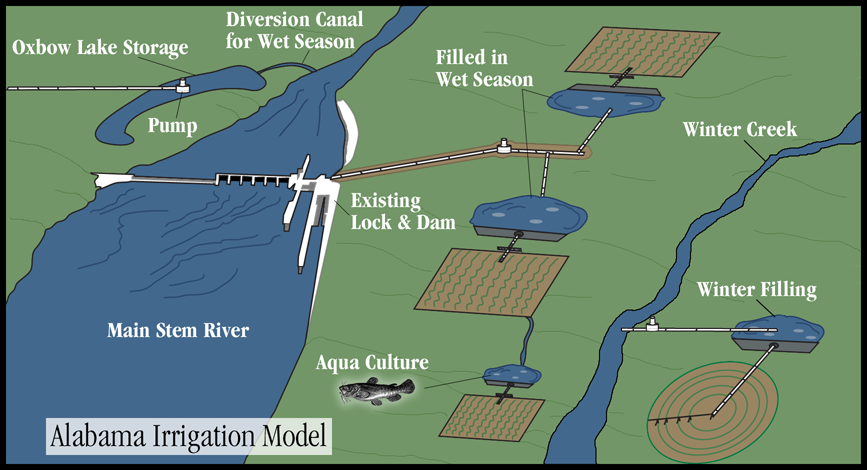 Diversion Canal
for Wet Season
Oxbow Lake Storage
Pump
Filled in
Wet Season
Winter Creek
Existing
Lock & Dam
Winter Filling
Main Stem River
Aqua Culture
Alabama Irrigation Model